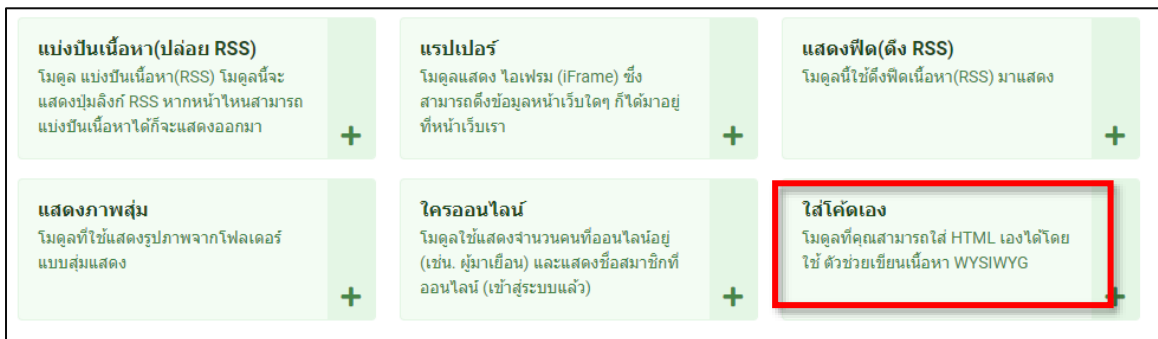 แบ่งปันเนื้อหา(ปล่อย RSS)
โมดูล แบ่งปันเนื้อหา(RSS) โมดูลนี้จะ
แสดงปุ่มลิงก์ RSS หากหน้าไหนสามารถ
แบ่งปันเนื้อหาได้ก็จะแสดงออกมา
แรปเปอร์
โมดูลแสดง ไอเฟรม (iFrame) ซึ่ง
สามารถดึงข้อมูลหน้าเว็บใดๆ ก็ได้มาอยู่
ที่หน้าเว็บเรา
แสดงฟีด(ดึง RSS)
โมดูลนี้ใช้ดึงฟีดเนื้อหา(RSS) มาแสดง
แสดงภาพสุ่ม
โมดูลที่ใช้แสดงรูปภาพจากโฟลเดอร์
แบบสุ่มแสดง
ใครออนไลน์
โมดูลใช้แสดงจำนวนคนที่ออนไลน์อยู่
(เช่น. ผู้มาเยือน) และแสดงชื่อสมาชิกที่
ออนไลน์ (เข้าสู่ระบบแล้ว)
ใส่โค้ดเอง
โมดูลที่คุณสามารถใส่ HTML เองได้โดย
ใช้ ตัวช่วยเขียนเนื้อหา WYSIWYG